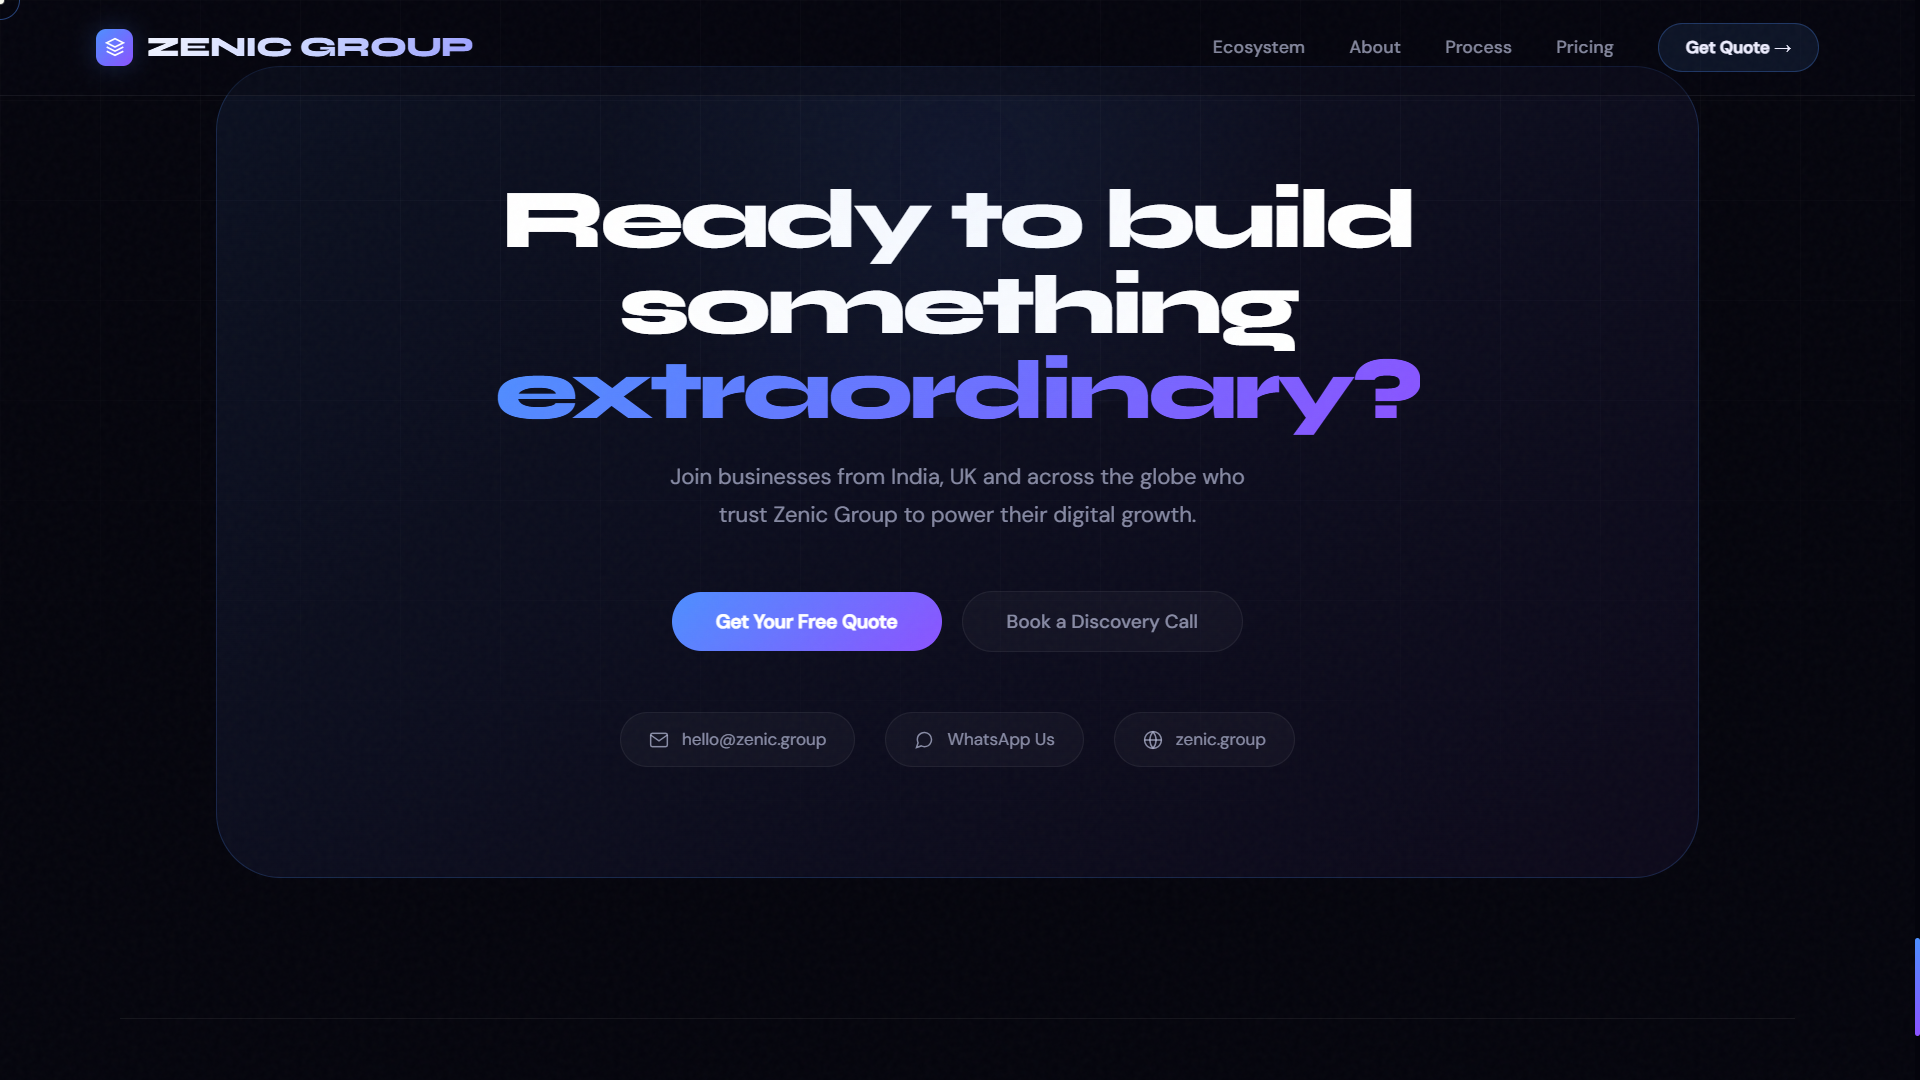 ZENIC GROUP
Ecosystem
About
Process
Pricing
Get Quote →
Ready to build
something
extraordinary?
Join businesses from India, UK and across the globe who
trust Zenic Group to power their digital growth.
Get Your Free Quote
Book a Discovery Call
hello@zenic.group
WhatsApp Us
zenic.group